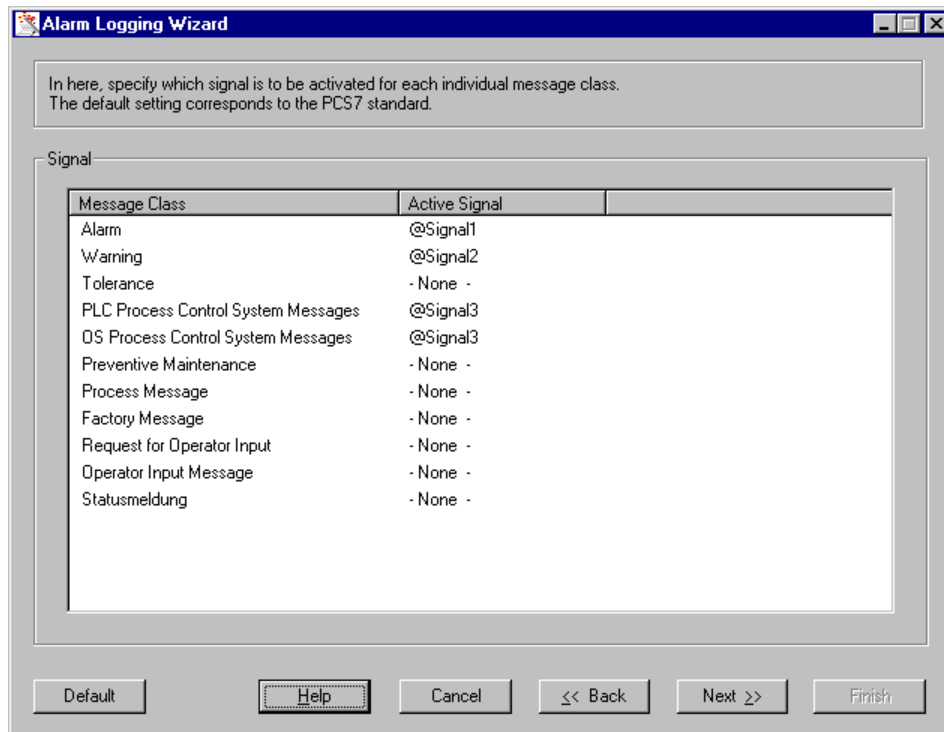 Alarm Logging Wizard
In here, specify which signal is to be activated for each individual message class.
The default setting corresponds to the PCS7 standard.
Signal
Message Class Active Signal
Alarm @Signal1
Warning @Signal2
Tolerance - None -
PLC Process Control System Messages @Signal3
OS Process Control System Messages @Signal3
Preventive Maintenance - None -
Process Message - None -
Factory Message - None -
Request for Operator Input - None -
Operator Input Message - None -
Statusmeldung - None -
Default Help Cancel << Back Next >> Finish